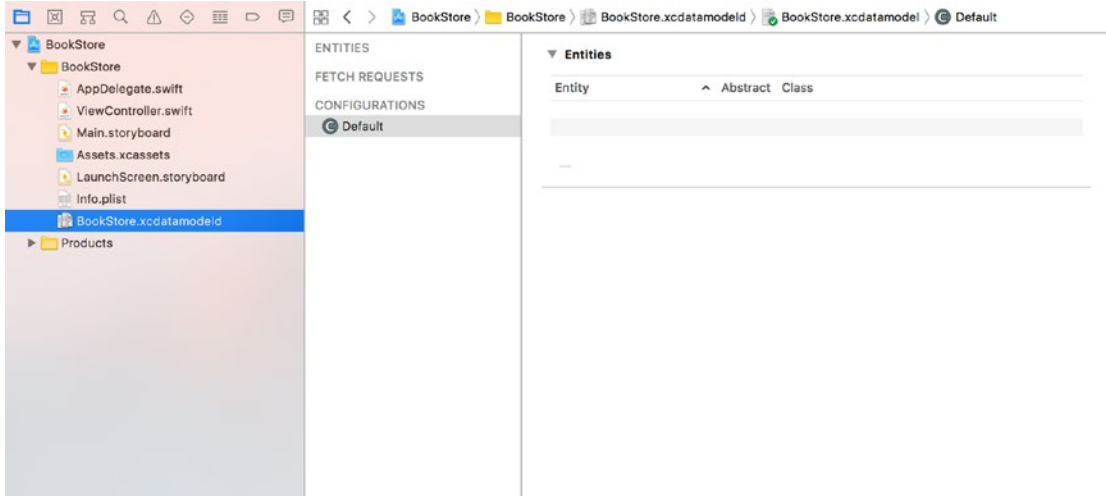 BookStore 〉 BookStore 〉 BookStore.xcdatamodeld 〉 BookStore.xcdatamodel 〉 C Default
BookStore
BookStore
AppDelegate.swift
ViewController.swift
Main.storyboard
Assets.xcassets
LaunchScreen.storyboard
Info.plist
BookStore.xcdatamodeld
Products
ENTITIES
FETCH REQUESTS
CONFIGURATIONS
C Default
Entities
Entity Abstract Class